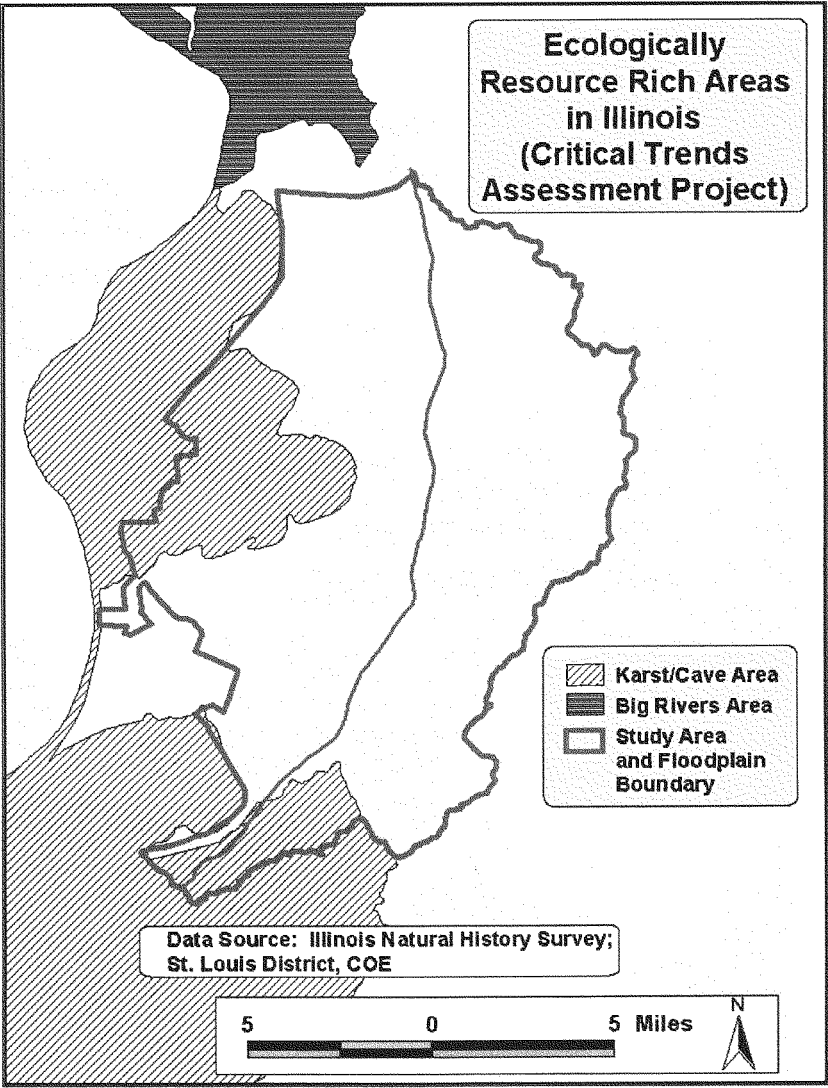 Ecologically
Resource Rich Areas
in Illinois
(Critical Trends
Assessment Project)
Karst/Cave Area
Big Rivers Area
Study Area
and Floodplain
Boundary
Data Source: Illinois Natural History Survey;
St. Louis District, COE
N
5 0 5 Miles